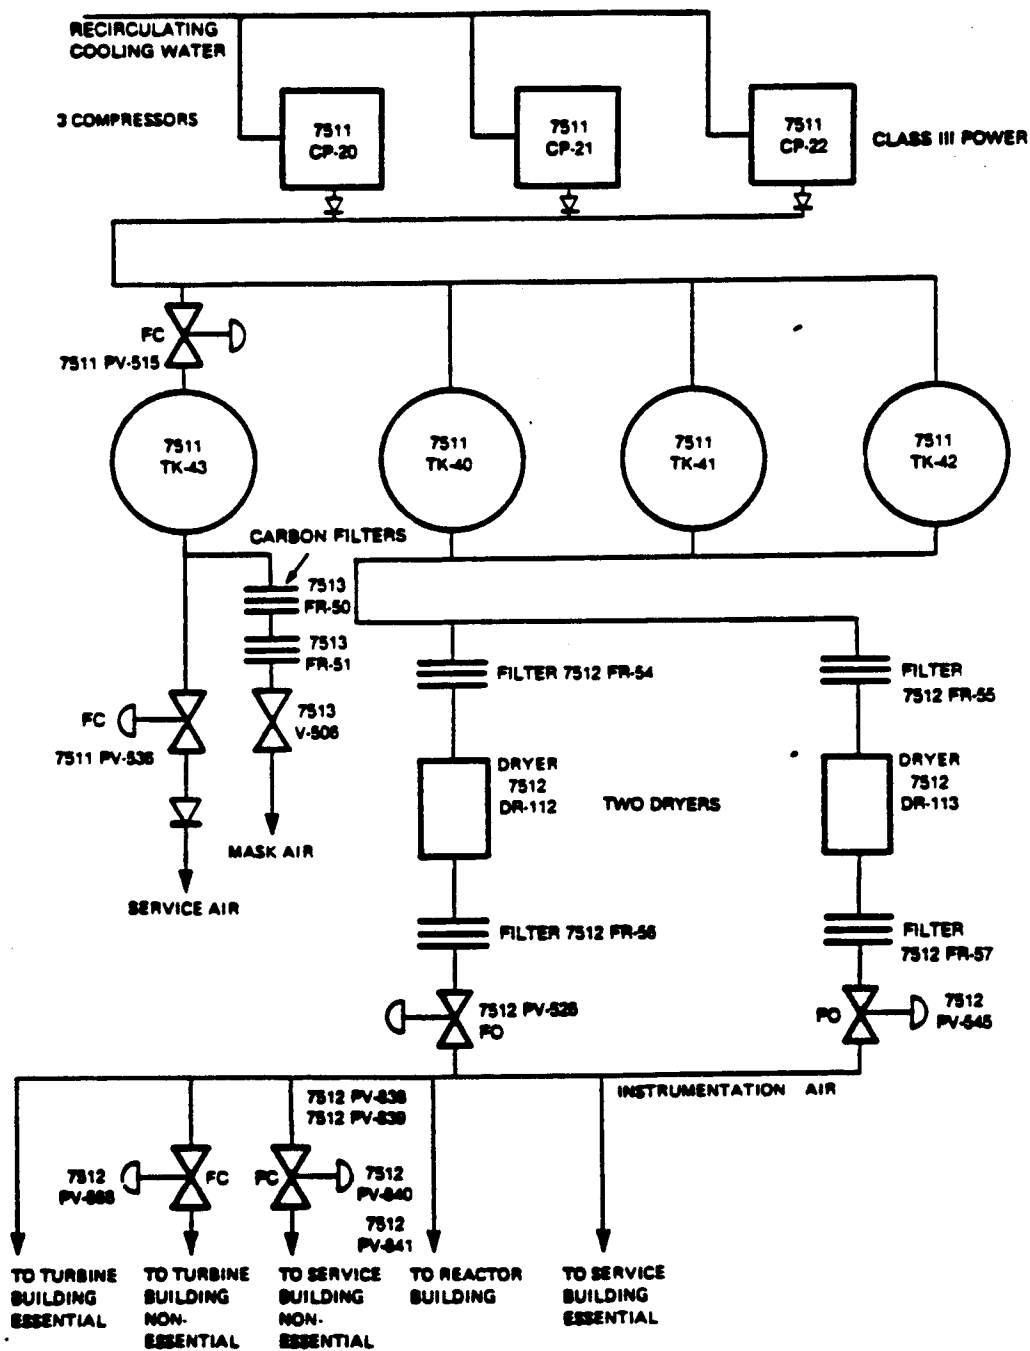 RECIRCULATING
COOLING WATER
3 COMPRESSORS
7511
CP-20
7511
CP-21
7511
CP-22
CLASS III POWER
FC
7511 PV-515
7511
TK-43
7511
TK-40
7511
TK-41
7511
TK-42
CARBON FILTERS
7513
FR-50
7513
FR-51
FILTER 7512 FR-54
FILTER
7512 FR-55
FC
7511 PV-536
7513
V-506
DRYER
7512
DR-112
TWO DRYERS
DRYER
7512
DR-113
MASK AIR
SERVICE AIR
FILTER 7512 FR-56
FILTER
7512 FR-57
7512 PV-526
FO
FO
7512
PV-545
INSTRUMENTATION AIR
7512 PV-838
7512 PV-839
7512
FC
FC
7512
PV-840
7512
PV-841
TO TURBINE
BUILDING
ESSENTIAL
TO TURBINE
BUILDING
NON-
ESSENTIAL
TO SERVICE
BUILDING
NON-
ESSENTIAL
TO REACTOR
BUILDING
TO SERVICE
BUILDING
ESSENTIAL